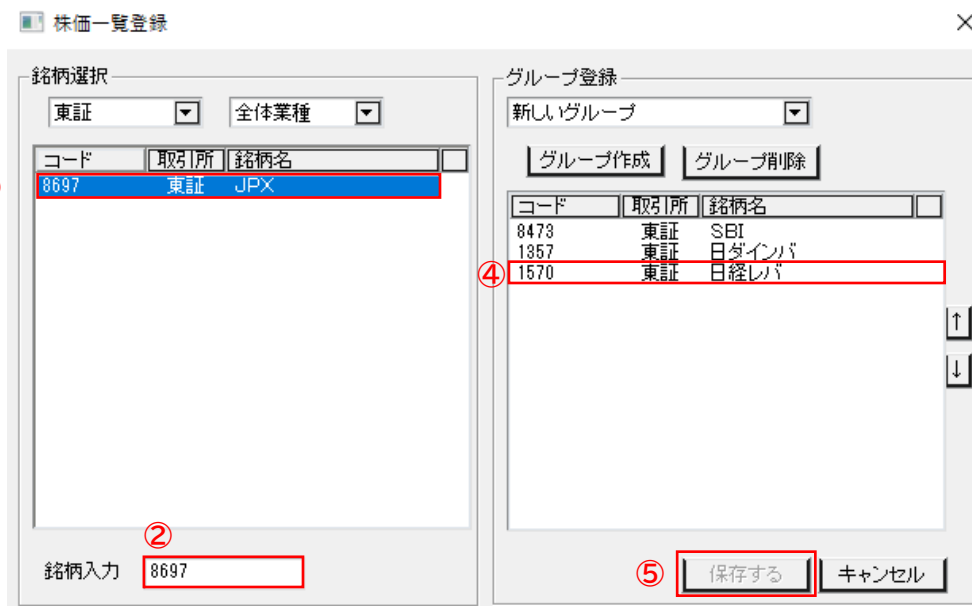 株価一覧登録
銘柄選択
東証 全体業種
コード 取引所 銘柄名
8697 東証 JPX
②
銘柄入力 8697
グループ登録
新しいグループ
グループ作成 グループ削除
コード 取引所 銘柄名
8473 東証 SBI
1357 東証 日ダインバ
④ 1570 東証 日経レバ
↑
↓
⑤ 保存する キャンセル